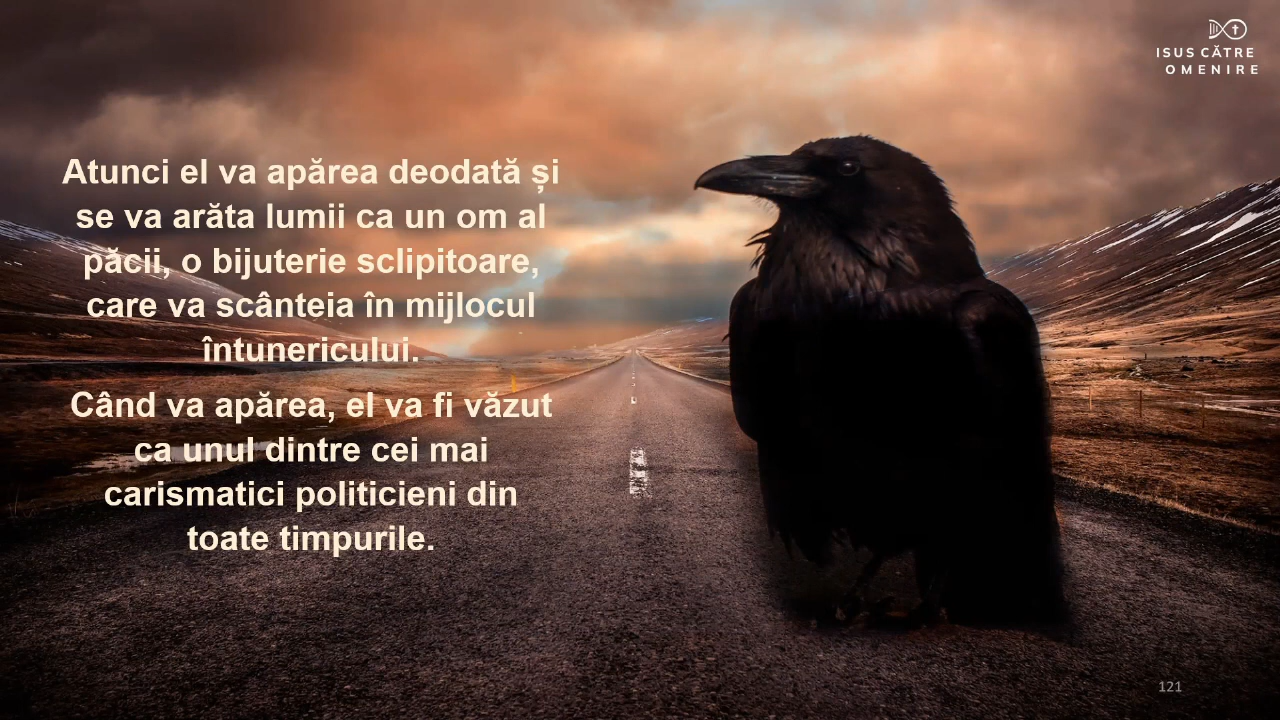 ISUS CĂTRE
OMENIRE
Atunci el va apărea deodată și
se va arăta lumii ca un om al
păcii, o bijuterie sclipitoare,
care va scânteia în mijlocul
întunericului.
Când va apărea, el va fi văzut
ca unul dintre cei mai
carismatici politicieni din
toate timpurile.
121